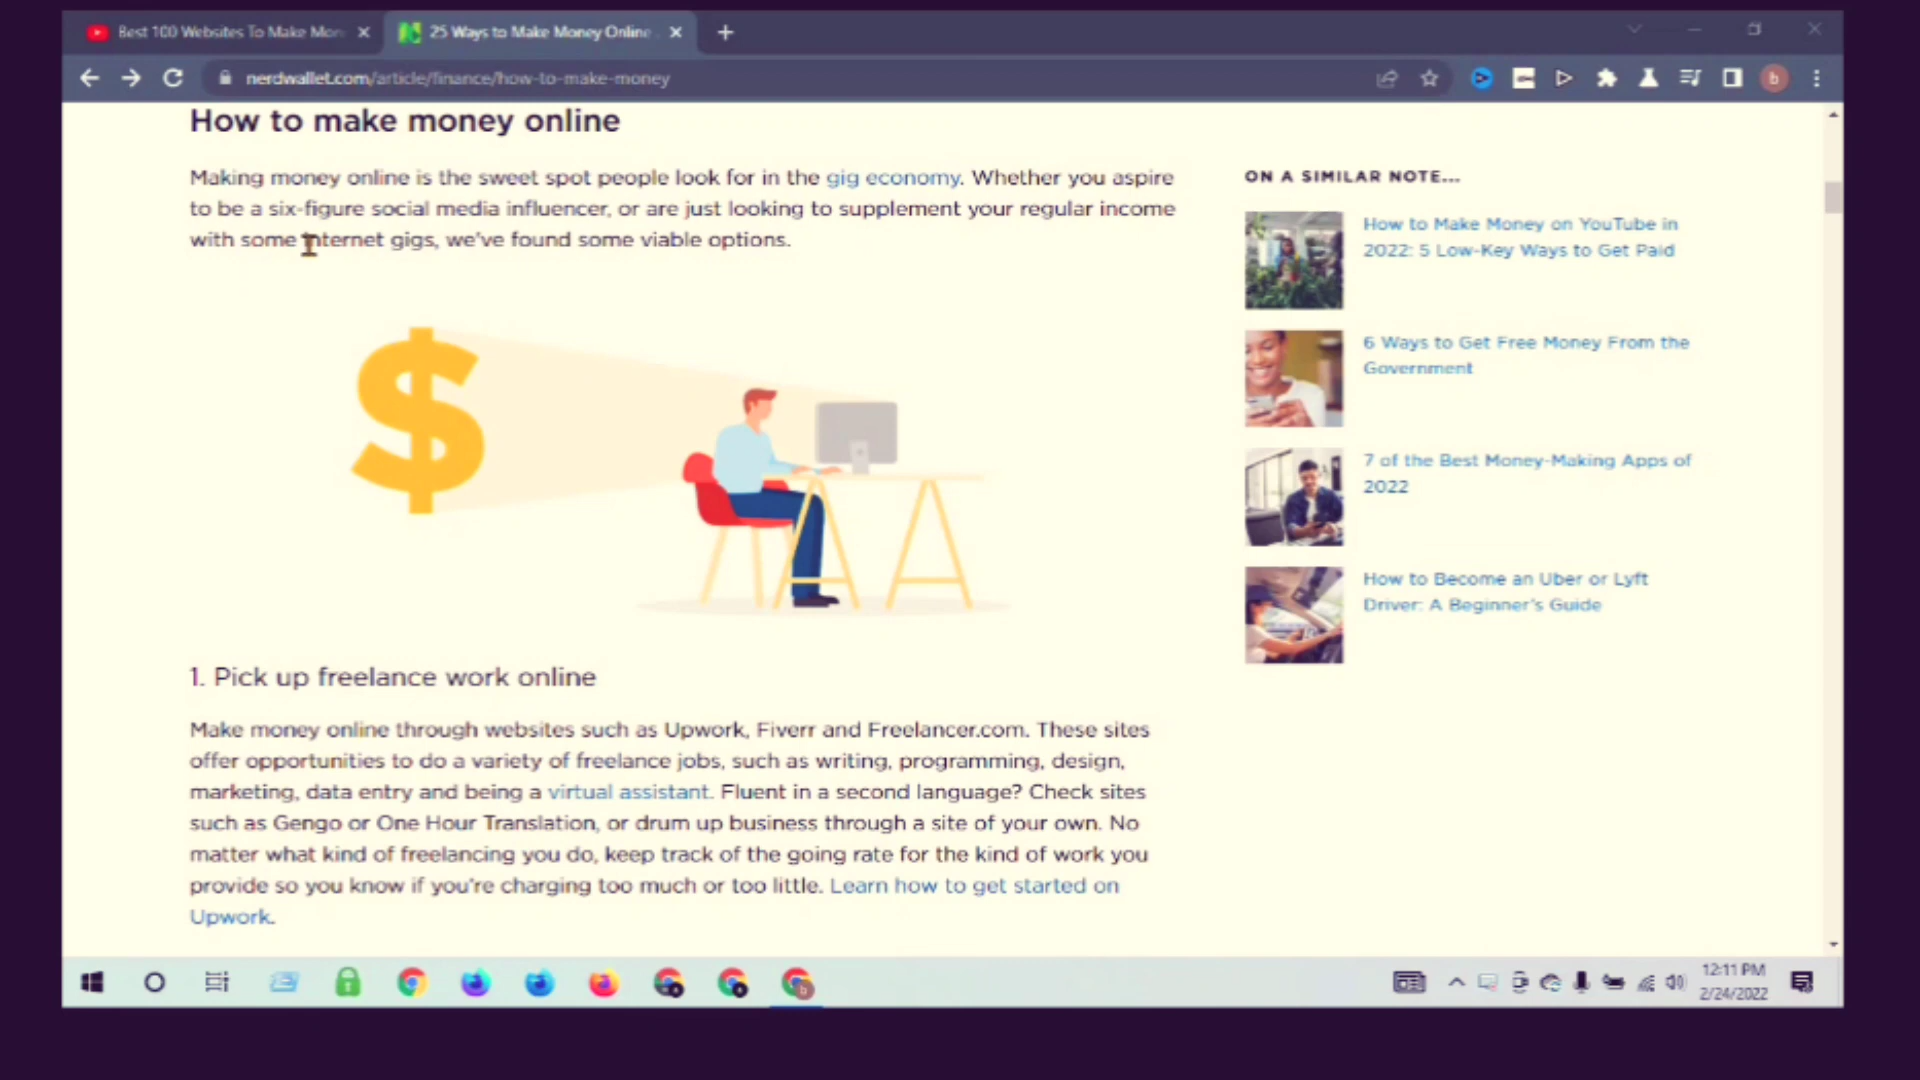 Best 100 Websites To Make Mon
25 Ways to Make Money Online
nerdwallet.com/article/finance/how-to-make-money
b
How to make money online
Making money online is the sweet spot people look for in the gig economy. Whether you aspire
to be a six-figure social media influencer, or are just looking to supplement your regular income
with some internet gigs, we've found some viable options.
ON A SIMILAR NOTE...
How to Make Money on YouTube in
2022: 5 Low-Key Ways to Get Paid
6 Ways to Get Free Money From the
Government
7 of the Best Money-Making Apps of
2022
How to Become an Uber or Lyft
Driver: A Beginner's Guide
$
1. Pick up freelance work online
Make money online through websites such as Upwork, Fiverr and Freelancer.com. These sites
offer opportunities to do a variety of freelance jobs, such as writing, programming, design,
marketing, data entry and being a virtual assistant. Fluent in a second language? Check sites
such as Gengo or One Hour Translation, or drum up business through a site of your own. No
matter what kind of freelancing you do, keep track of the going rate for the kind of work you
provide so you know if you're charging too much or too little. Learn how to get started on
Upwork.
12:11 PM
2/24/2022